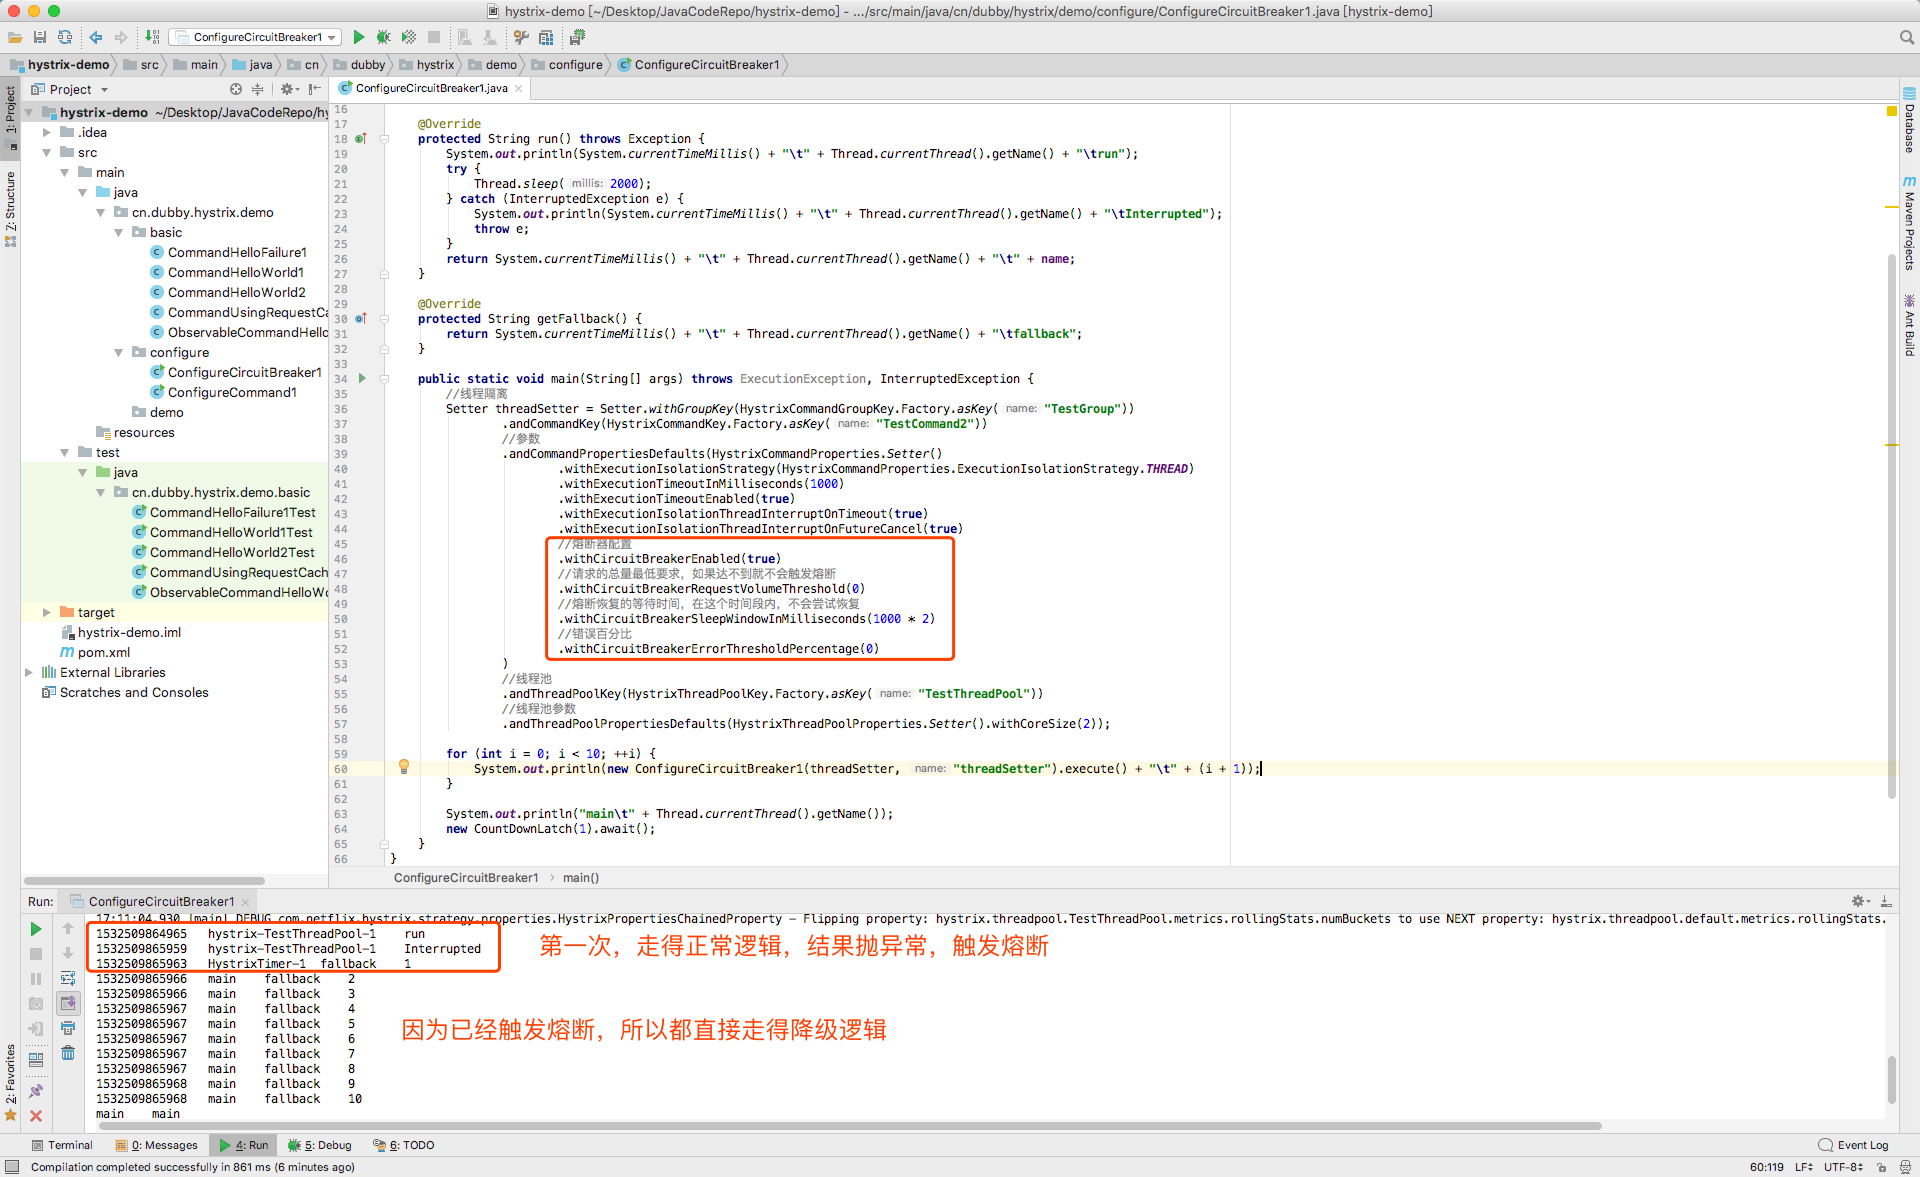 hystrix-demo [~/Desktop/JavaCodeRepo/hystrix-demo] - .../src/main/java/cn/dubby/hystrix/demo/configure/ConfigureCircuitBreaker1.java [hystrix-demo]
ConfigureCircuitBreaker1
hystrix-demo src main java cn dubby hystrix demo configure ConfigureCircuitBreaker1
Project
ConfigureCircuitBreaker1.java
1: Project
Z: Structure
2: Favorites
hystrix-demo ~/Desktop/JavaCodeRepo/hy
.idea
src
main
java
cn.dubby.hystrix.demo
basic
CommandHelloFailure1
CommandHelloWorld1
CommandHelloWorld2
CommandUsingRequestCa
ObservableCommandHello
configure
ConfigureCircuitBreaker1
ConfigureCommand1
demo
resources
test
java
cn.dubby.hystrix.demo.basic
CommandHelloFailure1Test
CommandHelloWorld1Test
CommandHelloWorld2Test
CommandUsingRequestCach
ObservableCommandHelloWo
target
hystrix-demo.iml
pom.xml
External Libraries
Scratches and Consoles
16
17 @Override
18 protected String run() throws Exception {
19 System.out.println(System.currentTimeMillis() + "\t" + Thread.currentThread().getName() + "\trun");
20 try {
21 Thread.sleep( millis: 2000);
22 } catch (InterruptedException e) {
23 System.out.println(System.currentTimeMillis() + "\t" + Thread.currentThread().getName() + "\tInterrupted");
24 throw e;
25 }
26 return System.currentTimeMillis() + "\t" + Thread.currentThread().getName() + "\t" + name;
27 }
28
29 @Override
30 protected String getFallback() {
31 return System.currentTimeMillis() + "\t" + Thread.currentThread().getName() + "\tfallback";
32 }
33
34 public static void main(String[] args) throws ExecutionException, InterruptedException {
35 //线程隔离
36 Setter threadSetter = Setter.withGroupKey(HystrixCommandGroupKey.Factory.asKey( name: "TestGroup"))
37 .andCommandKey(HystrixCommandKey.Factory.asKey( name: "TestCommand2"))
38 //参数
39 .andCommandPropertiesDefaults(HystrixCommandProperties.Setter()
40 .withExecutionIsolationStrategy(HystrixCommandProperties.ExecutionIsolationStrategy.THREAD)
41 .withExecutionTimeoutInMilliseconds(1000)
42 .withExecutionTimeoutEnabled(true)
43 .withExecutionIsolationThreadInterruptOnTimeout(true)
44 .withExecutionIsolationThreadInterruptOnFutureCancel(true)
45 //熔断器配置
46 .withCircuitBreakerEnabled(true)
47 //请求的总量最低要求，如果达不到就不会触发熔断
48 .withCircuitBreakerRequestVolumeThreshold(0)
49 //熔断恢复的等待时间，在这个时间段内，不会尝试恢复
50 .withCircuitBreakerSleepWindowInMilliseconds(1000 * 2)
51 //错误百分比
52 .withCircuitBreakerErrorThresholdPercentage(0)
53 )
54 //线程池
55 .andThreadPoolKey(HystrixThreadPoolKey.Factory.asKey( name: "TestThreadPool"))
56 //线程池参数
57 .andThreadPoolPropertiesDefaults(HystrixThreadPoolProperties.Setter().withCoreSize(2));
58
59 for (int i = 0; i < 10; ++i) {
60 System.out.println(new ConfigureCircuitBreaker1(threadSetter, name: "threadSetter").execute() + "\t" + (i + 1));
61 }
62
63 System.out.println("main\t" + Thread.currentThread().getName());
64 new CountDownLatch(1).await();
65 }
66 }
ConfigureCircuitBreaker1 › main()
Database
Maven Projects
Ant Build
Run: ConfigureCircuitBreaker1
17:11:04.930 [main] DEBUG com.netflix.hystrix.strategy.properties.HystrixPropertiesChainedProperty - Flipping property: hystrix.threadpool.TestThreadPool.metrics.rollingStats.numBuckets to use NEXT property: hystrix.threadpool.default.metrics.rollingStats.
1532509864965 hystrix-TestThreadPool-1 run
1532509865959 hystrix-TestThreadPool-1 Interrupted
1532509865963 HystrixTimer-1 fallback 1
第一次，走得正常逻辑，结果抛异常，触发熔断
1532509865966 main fallback 2
1532509865966 main fallback 3
1532509865967 main fallback 4
1532509865967 main fallback 5
1532509865967 main fallback 6
1532509865967 main fallback 7
1532509865967 main fallback 8
1532509865968 main fallback 9
1532509865968 main fallback 10
因为已经触发熔断，所以都直接走得降级逻辑
main main
Terminal 0: Messages 4: Run 5: Debug 6: TODO Event Log
Compilation completed successfully in 861 ms (6 minutes ago) 60:119 LF UTF-8